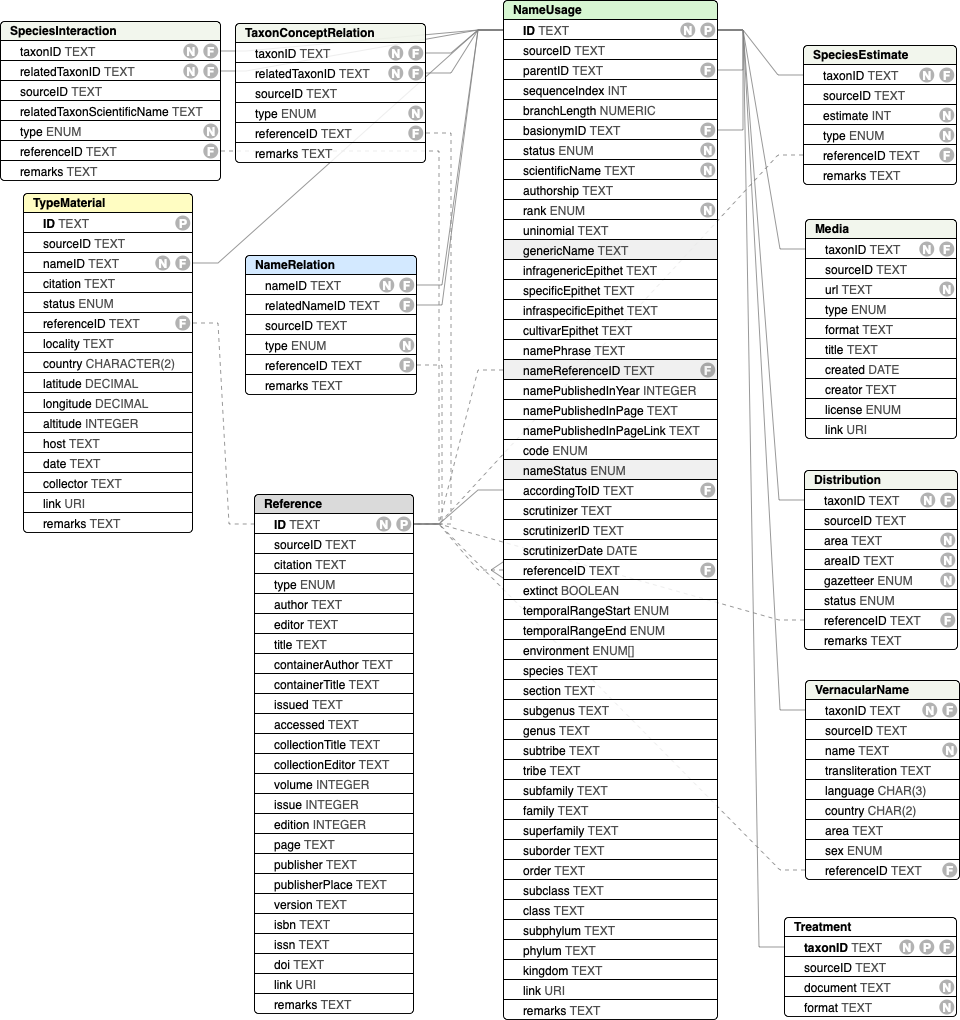 SpeciesInteraction
taxonID TEXT N F
relatedTaxonID TEXT N F
sourceID TEXT
relatedTaxonScientificName TEXT
type ENUM N
referenceID TEXT F
remarks TEXT
TaxonConceptRelation
taxonID TEXT N F
relatedTaxonID TEXT N F
sourceID TEXT
type ENUM N
referenceID TEXT F
remarks TEXT
TypeMaterial
ID TEXT P
sourceID TEXT
nameID TEXT N F
citation TEXT
status ENUM
referenceID TEXT F
locality TEXT
country CHARACTER(2)
latitude DECIMAL
longitude DECIMAL
altitude INTEGER
host TEXT
date TEXT
collector TEXT
link URI
remarks TEXT
NameRelation
nameID TEXT N F
relatedNameID TEXT F
sourceID TEXT
type ENUM N
referenceID TEXT F
remarks TEXT
Reference
ID TEXT N P
sourceID TEXT
citation TEXT
type ENUM
author TEXT
editor TEXT
title TEXT
containerAuthor TEXT
containerTitle TEXT
issued TEXT
accessed TEXT
collectionTitle TEXT
collectionEditor TEXT
volume INTEGER
issue INTEGER
edition INTEGER
page TEXT
publisher TEXT
publisherPlace TEXT
version TEXT
isbn TEXT
issn TEXT
doi TEXT
link URI
remarks TEXT
NameUsage
ID TEXT N P
sourceID TEXT
parentID TEXT F
sequenceIndex INT
branchLength NUMERIC
basionymID TEXT F
status ENUM N
scientificName TEXT N
authorship TEXT
rank ENUM N
uninomial TEXT
genericName TEXT
infragenericEpithet TEXT
specificEpithet TEXT
infraspecificEpithet TEXT
cultivarEpithet TEXT
namePhrase TEXT
nameReferenceID TEXT F
namePublishedInYear INTEGER
namePublishedInPage TEXT
namePublishedInPageLink TEXT
code ENUM
nameStatus ENUM
accordingToID TEXT F
scrutinizer TEXT
scrutinizerID TEXT
scrutinizerDate DATE
referenceID TEXT F
extinct BOOLEAN
temporalRangeStart ENUM
temporalRangeEnd ENUM
environment ENUM[]
species TEXT
section TEXT
subgenus TEXT
genus TEXT
subtribe TEXT
tribe TEXT
subfamily TEXT
family TEXT
superfamily TEXT
suborder TEXT
order TEXT
subclass TEXT
class TEXT
subphylum TEXT
phylum TEXT
kingdom TEXT
link URI
remarks TEXT
SpeciesEstimate
taxonID TEXT N F
sourceID TEXT
estimate INT N
type ENUM N
referenceID TEXT F
remarks TEXT
Media
taxonID TEXT N F
sourceID TEXT
url TEXT N
type ENUM
format TEXT
title TEXT
created DATE
creator TEXT
license ENUM
link URI
Distribution
taxonID TEXT N F
sourceID TEXT
area TEXT N
areaID TEXT N
gazetteer ENUM N
status ENUM
referenceID TEXT F
remarks TEXT
VernacularName
taxonID TEXT N F
sourceID TEXT
name TEXT N
transliteration TEXT
language CHAR(3)
country CHAR(2)
area TEXT
sex ENUM
referenceID TEXT F
Treatment
taxonID TEXT N P F
sourceID TEXT
document TEXT N
format TEXT N